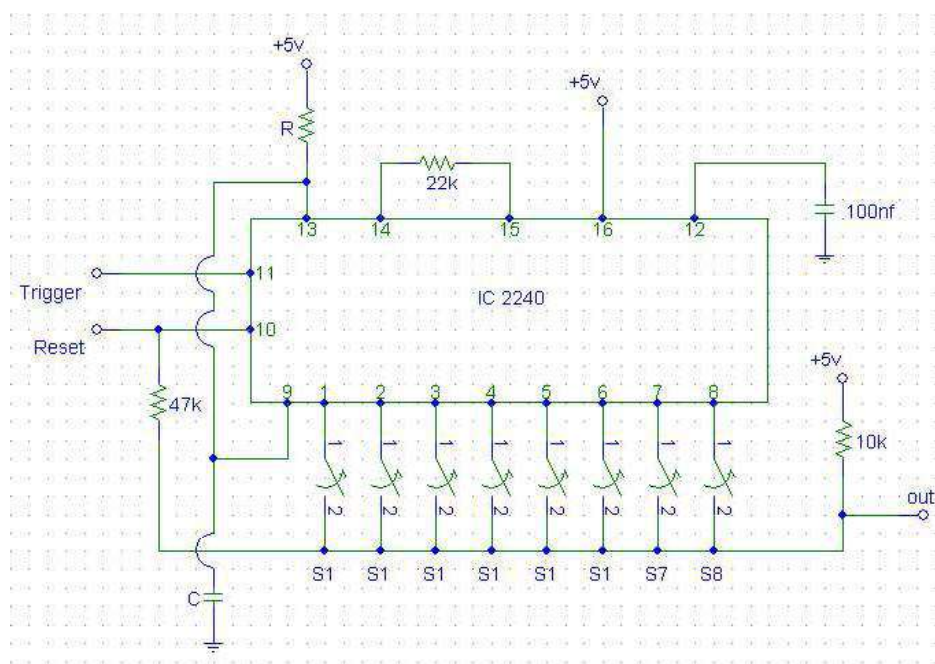 +5v
+5v
R
22k
100nf
13 14 15 16 12
11
Trigger
IC 2240
10
Reset
+5v
9 1 2 3 4 5 6 7 8
47k
10k
1 1 1 1 1 1 1 1
out
2 2 2 2 2 2 2 2
S1 S1 S1 S1 S1 S1 S7 S8
C